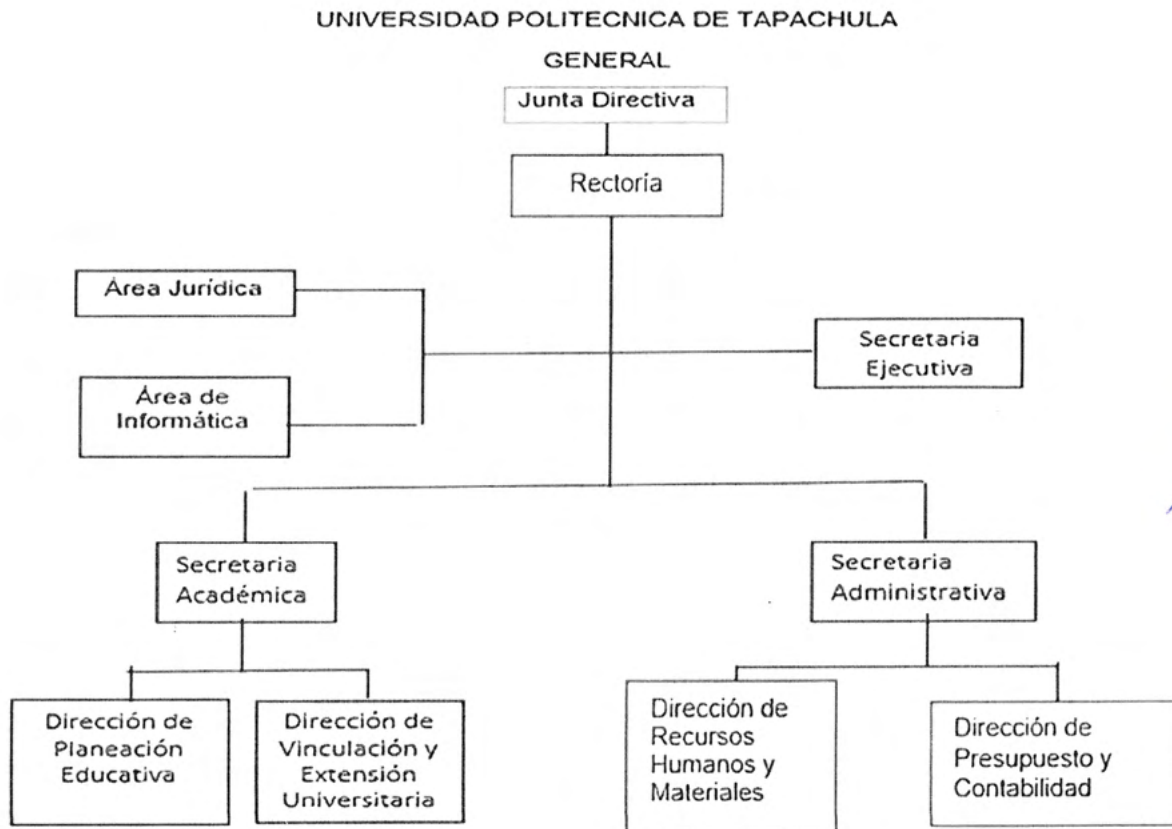 UNIVERSIDAD POLITECNICA DE TAPACHULA
GENERAL
Junta Directiva
Rectoría
Área Jurídica
Secretaria
Ejecutiva
Área de
Informática
Secretaria
Académica
Secretaria
Administrativa
Dirección de
Planeación
Educativa
Dirección de
Vinculación y
Extensión
Universitaria
Dirección de
Recursos
Humanos y
Materiales
Dirección de
Presupuesto y
Contabilidad